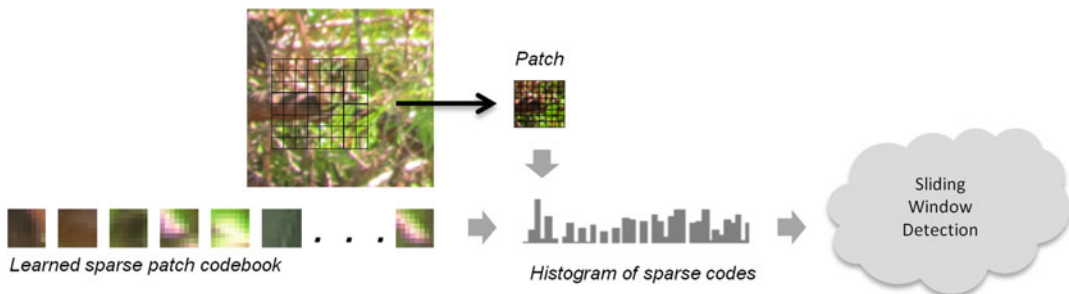 Patch
Sliding
Window
Detection
. . .
Learned sparse patch codebook
Histogram of sparse codes